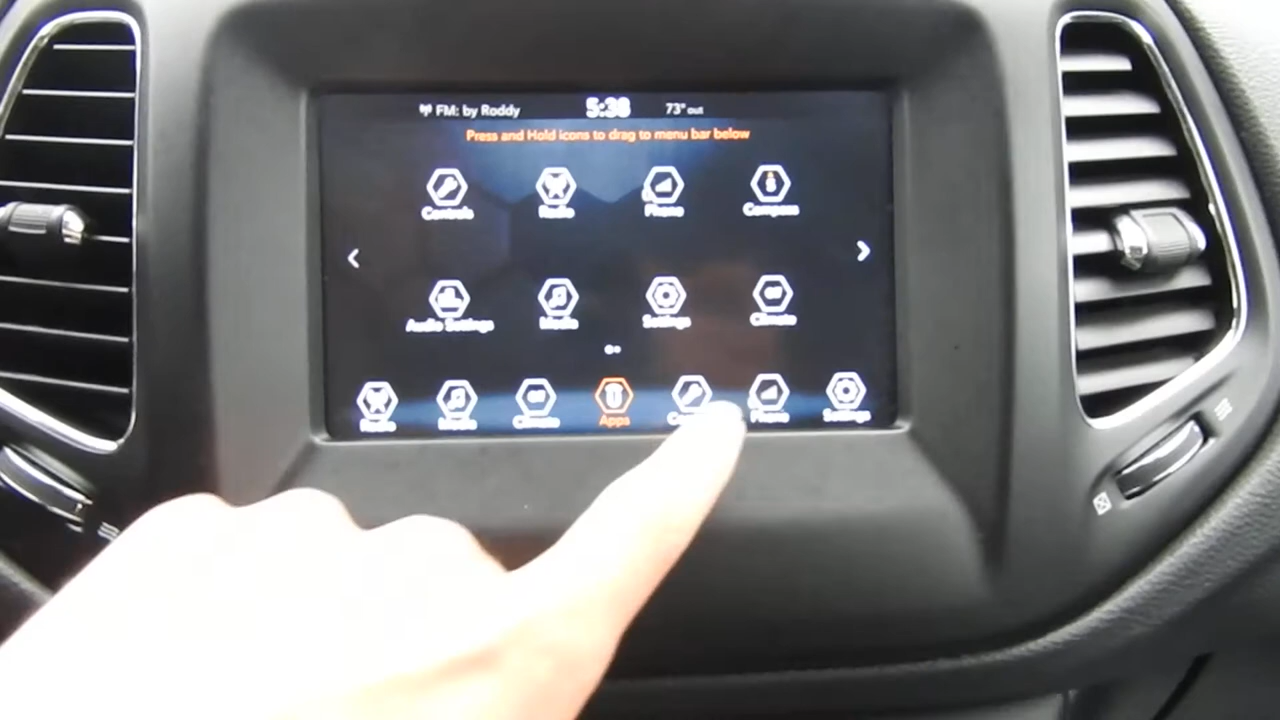 FM: by Roddy 5:38 73° out
Press and Hold icons to drag to menu bar below
Controls Radio Phone Compass
Audio Settings Media Settings Climate
Radio Media Climate Apps Phone Settings